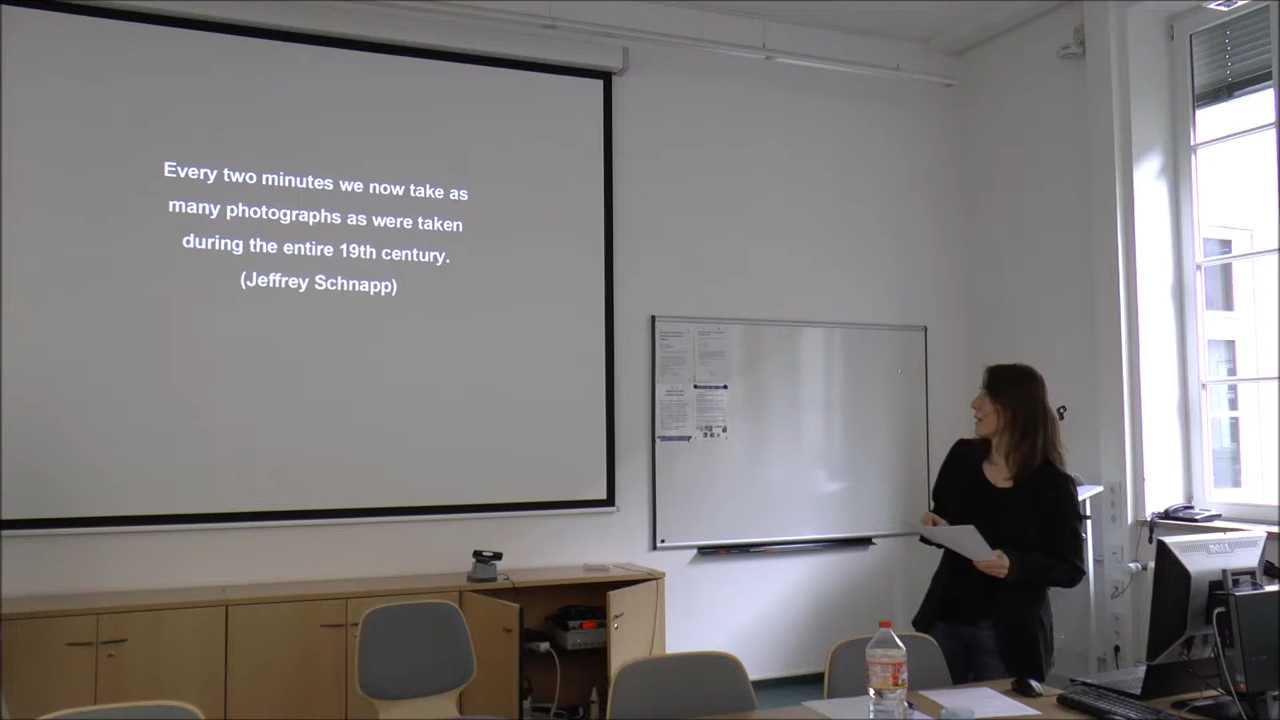 Every two minutes we now take as
many photographs as were taken
during the entire 19th century.
(Jeffrey Schnapp)
DELL